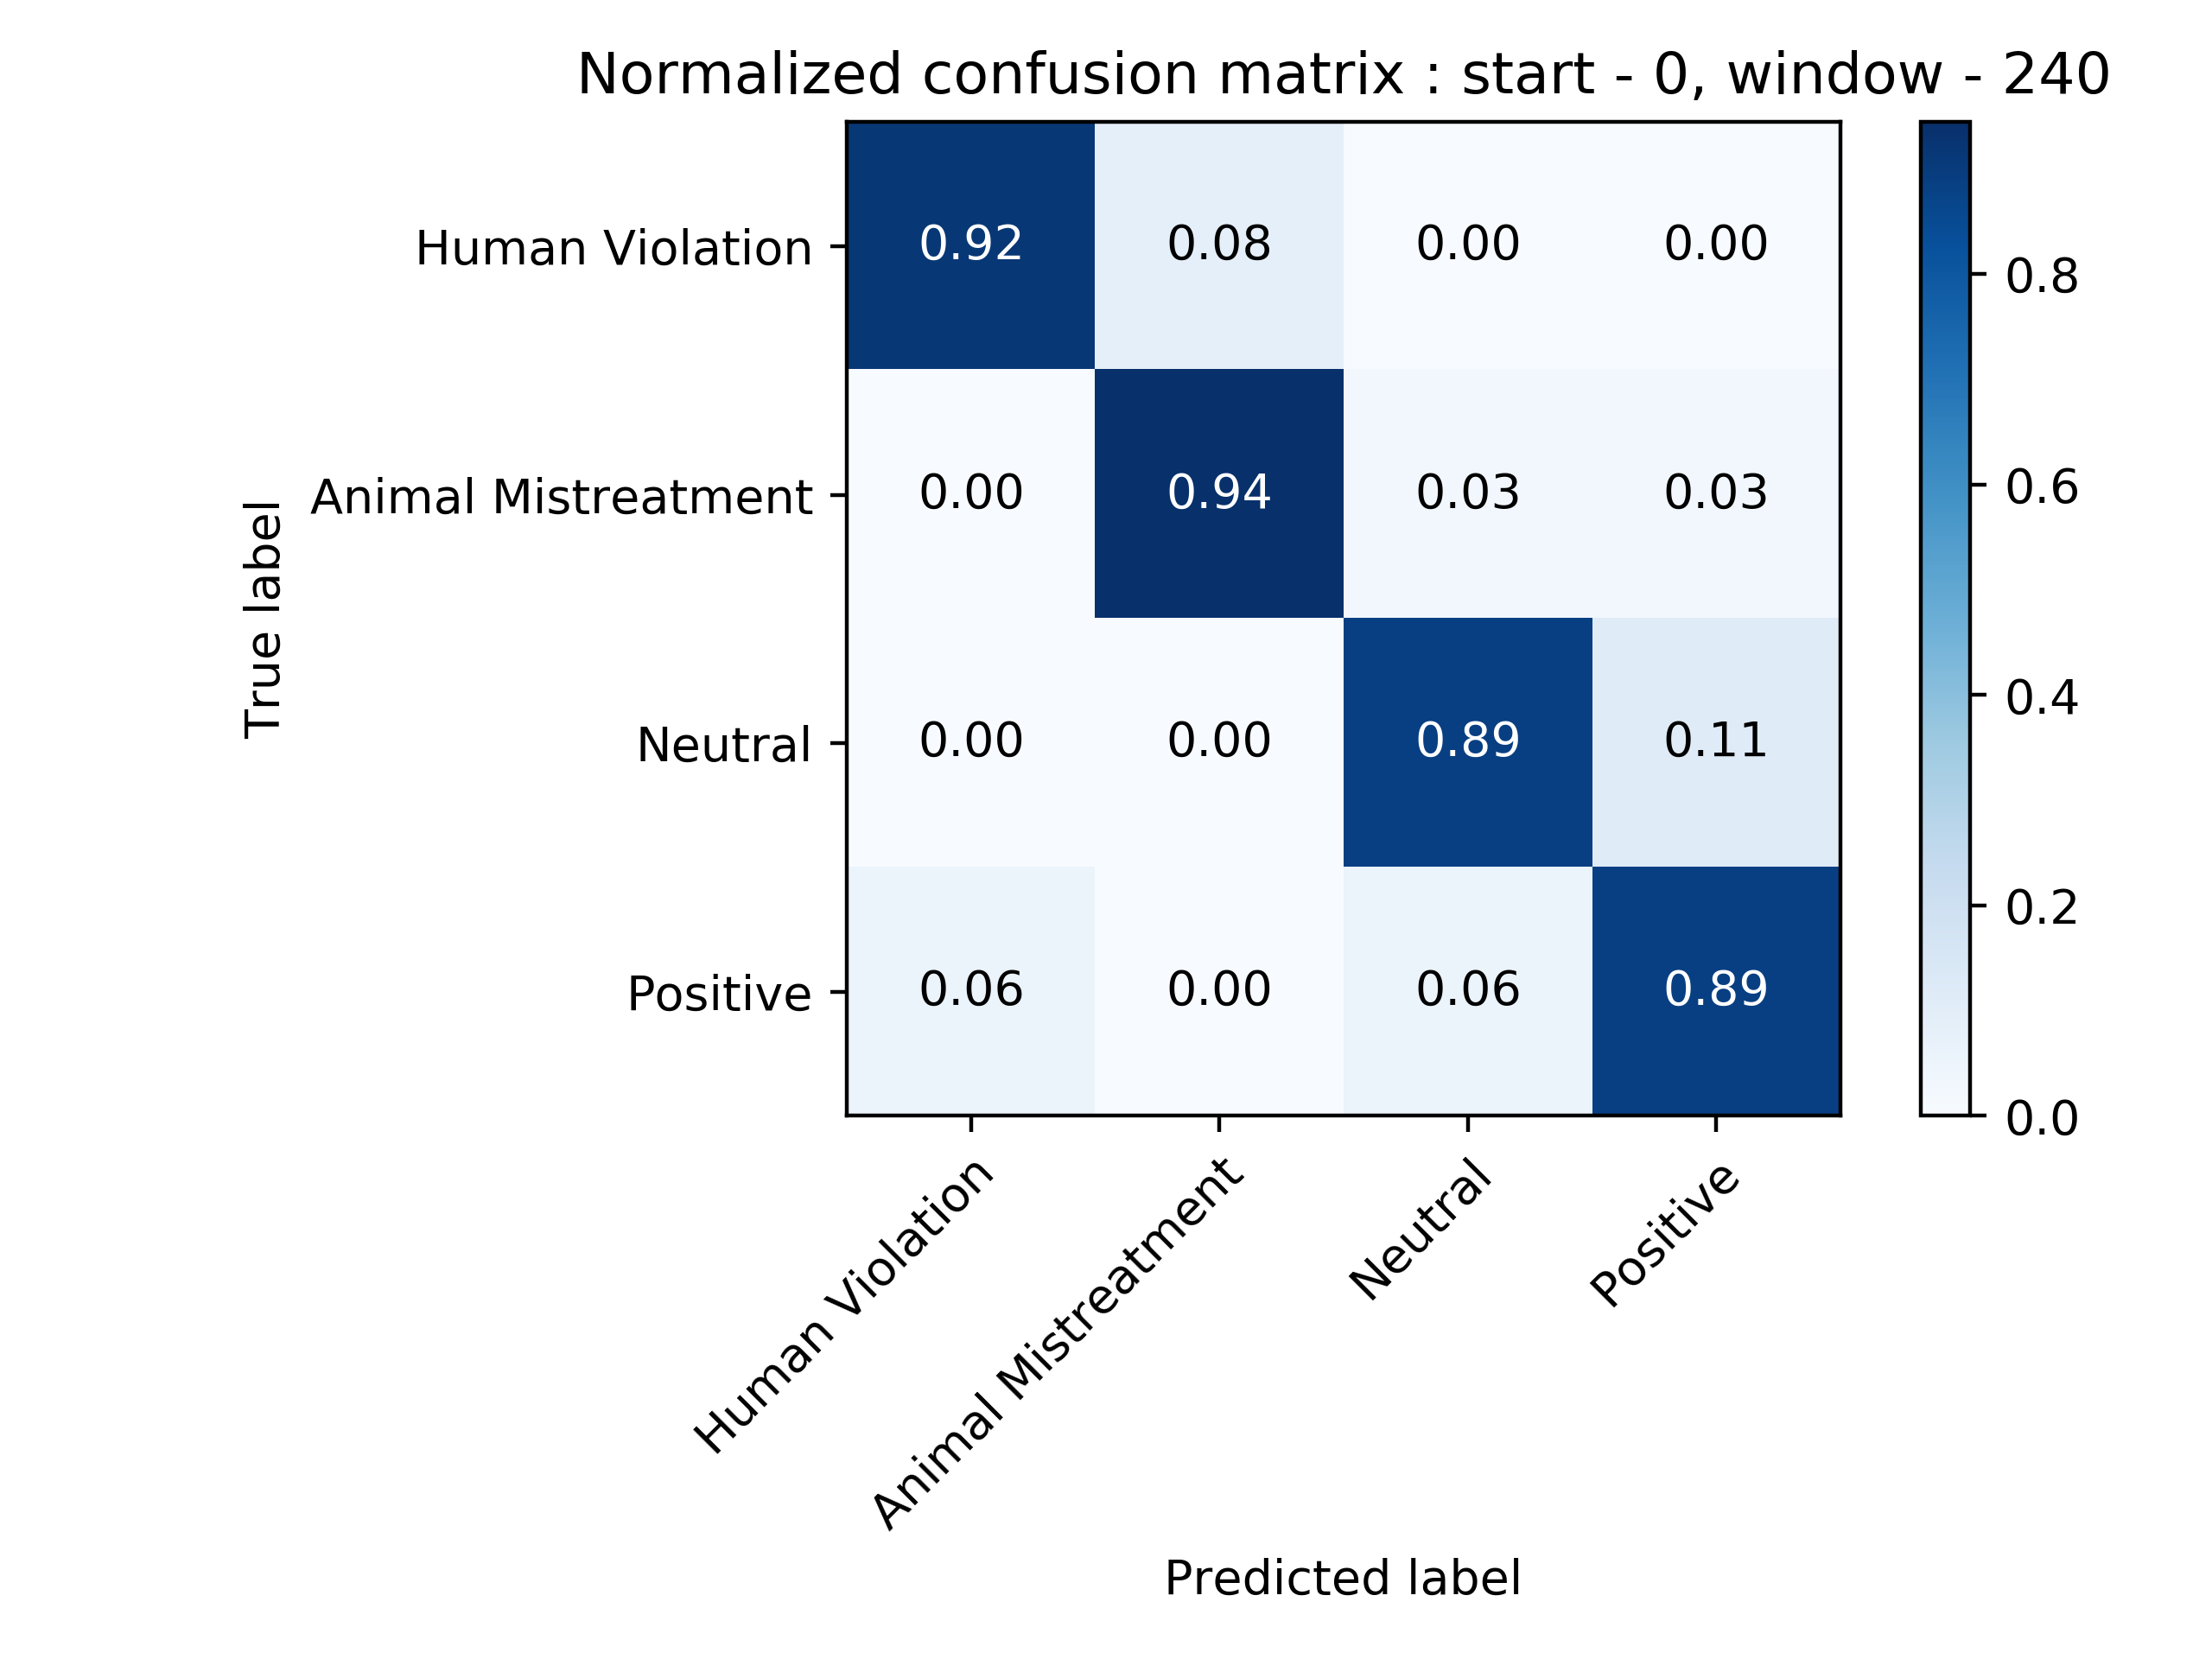 Normalized confusion matrix : start - 0, window - 240
Human Violation
0.92 0.08 0.00 0.00
Animal Mistreatment
0.00 0.94 0.03 0.03
Neutral
0.00 0.00 0.89 0.11
Positive
0.06 0.00 0.06 0.89
True label
Human Violation
Animal Mistreatment
Neutral
Positive
Predicted label
0.8
0.6
0.4
0.2
0.0